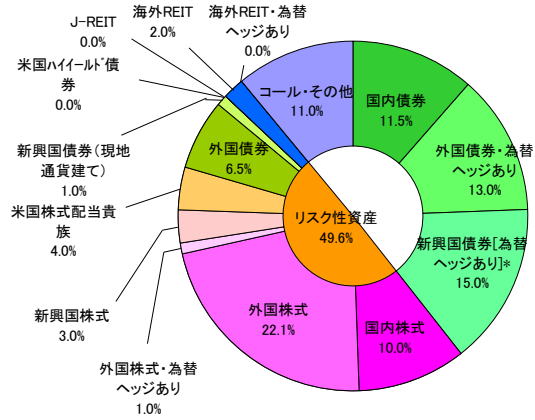 海外REIT・為替
ヘッジあり
0.0%
海外REIT
2.0%
J-REIT
0.0%
米国ハイイールド債
券
0.0%
新興国債券(現地
通貨建て)
1.0%
米国株式配当貴
族
4.0%
新興国株式
3.0%
外国株式・為替
ヘッジあり
1.0%
コール・その他
11.0%
国内債券
11.5%
外国債券・為替
ヘッジあり
13.0%
新興国債券[為替
ヘッジあり]*
15.0%
国内株式
10.0%
外国株式
22.1%
外国債券
6.5%
リスク性資産
49.6%